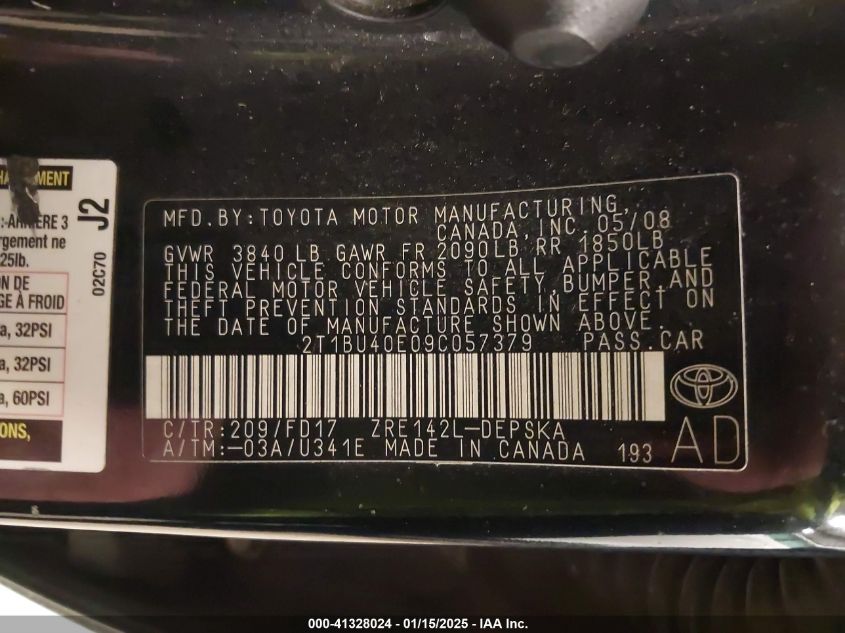 HARGEMENT
:-ARRIÈRE 3
rgement ne
25lb.
ON DE
GE À FROID
a, 32PSI
a, 32PSI
a, 60PSI
ONS,
J2
02C70
MFD.BY:TOYOTA MOTOR MANUFACTURING,
CANADA, INC. 05/08
GVWR 3840 LB GAWR FR 2090LB RR 1850LB
THIS VEHICLE CONFORMS TO ALL APPLICABLE
FEDERAL MOTOR VEHICLE SAFETY,BUMPER,AND
THEFT PREVENTION STANDARDS IN EFFECT ON
THE DATE OF MANUFACTURE SHOWN ABOVE.
2T1BU40E09C057379 PASS.CAR
C/TR:209/FD17 ZRE142L-DEPSKA
A/TM:-03A/U341E MADE IN CANADA 193
AD
000-41328024 - 01/15/2025 - IAA Inc.